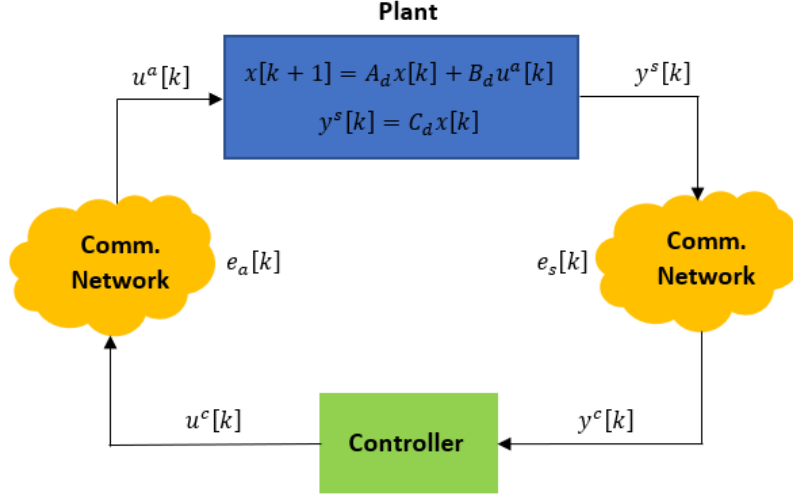 Plant
u^a[k]
x[k + 1] = A_d x[k] + B_d u^a[k]
y^s[k] = C_d x[k]
y^s[k]
Comm.
Network
e_a[k]
e_s[k]
Comm.
Network
u^c[k]
Controller
y^c[k]